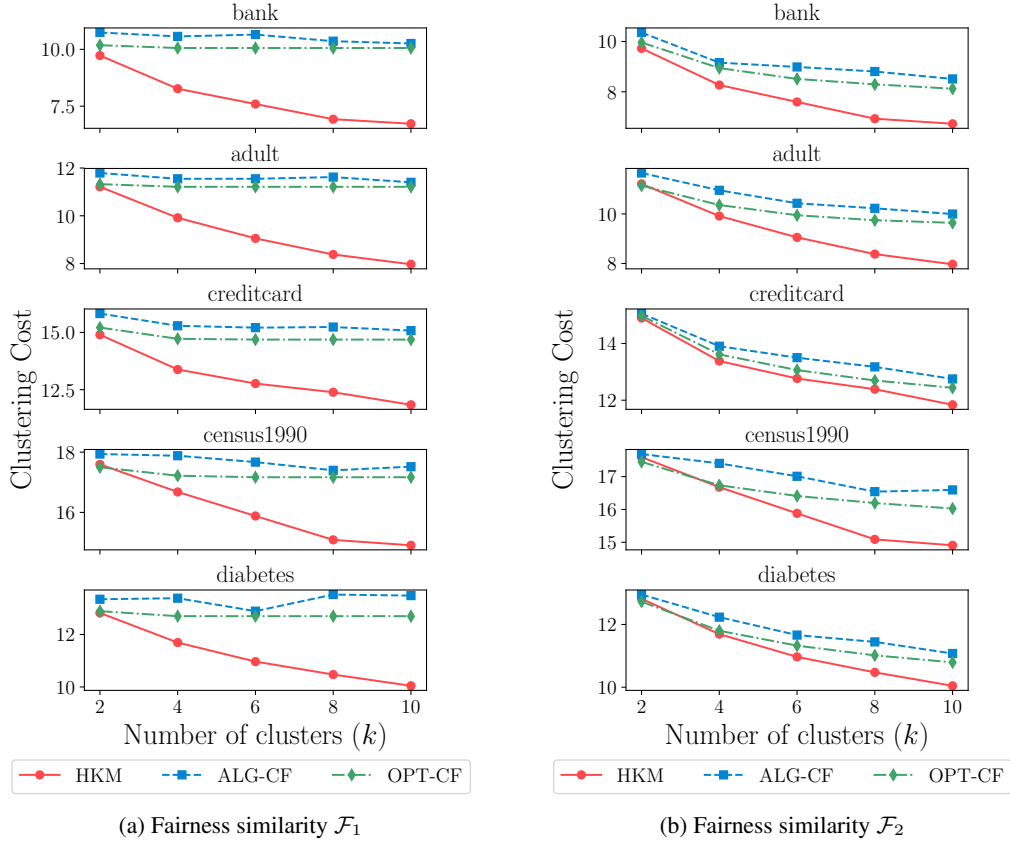 bank
10.0
7.5
adult
12
10
8
creditcard
15.0
12.5
census1990
18
16
diabetes
12
10
2 4 6 8 10
Clustering Cost
Number of clusters (k)
HKM ALG-CF OPT-CF
(a) Fairness similarity F₁
bank
10
8
adult
10
creditcard
14
12
census1990
17
16
15
diabetes
12
10
2 4 6 8 10
Clustering Cost
Number of clusters (k)
HKM ALG-CF OPT-CF
(b) Fairness similarity F₂